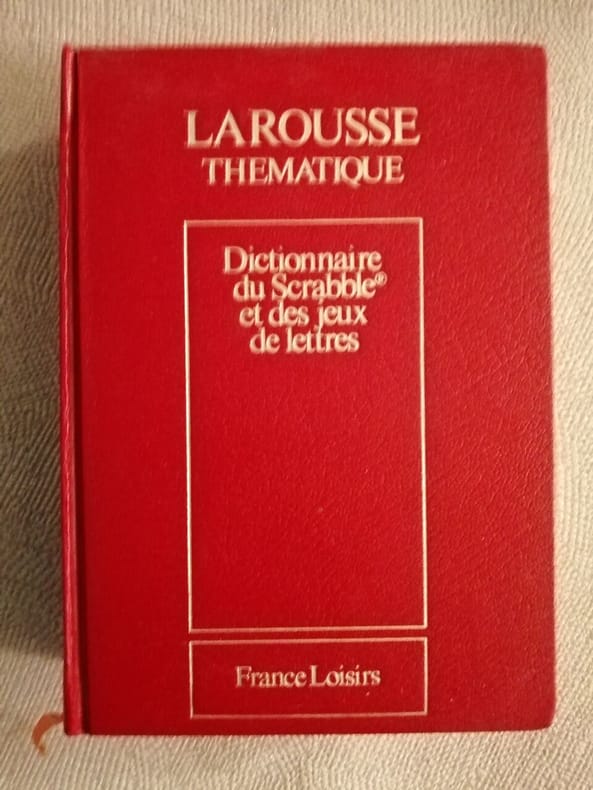 LAROUSSE
THEMATIQUE
Dictionnaire
du Scrabble®
et des jeux
de lettres
France Loisirs